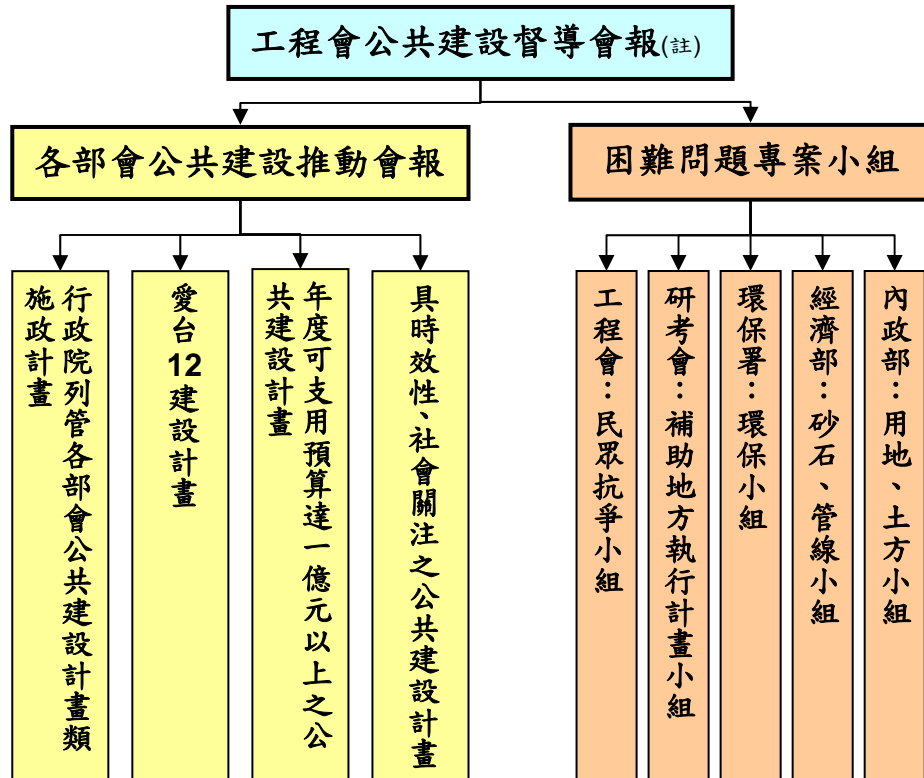 工程會公共建設督導會報(註)
各部會公共建設推動會報
困難問題專案小組
行政院列管各部會公共建設計畫類
施政計畫
愛台12建設計畫
年度可支用預算達一億元以上之公
共建設計畫
具時效性、社會關注之公共建設計畫
工程會：民眾抗爭小組
研考會：補助地方執行計畫小組
環保署：環保小組
經濟部：砂石、管線小組
內政部：用地、土方小組